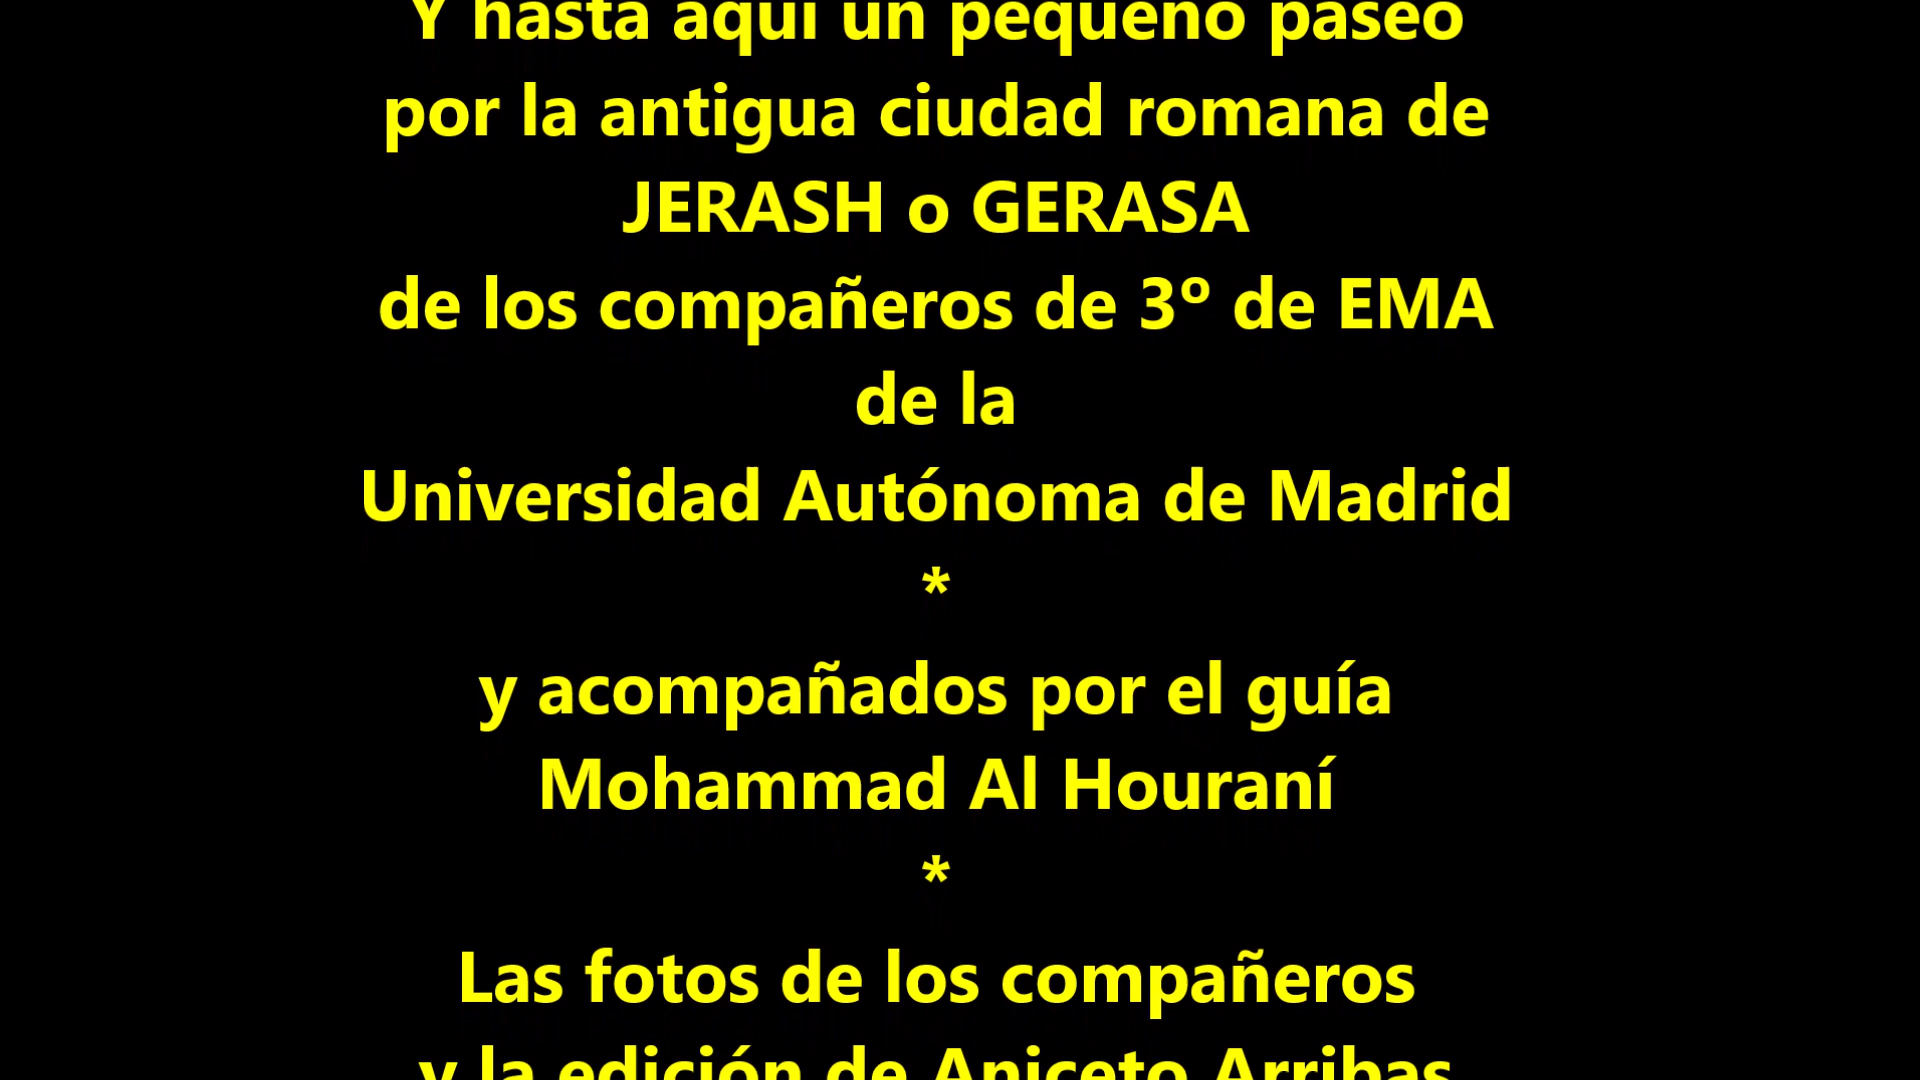 Y hasta aquí un pequeño paseo
por la antigua ciudad romana de
JERASH o GERASA
de los compañeros de 3º de EMA
de la
Universidad Autónoma de Madrid
*
y acompañados por el guía
Mohammad Al Houraní
*
Las fotos de los compañeros
y la edición de Aniceto Arribas